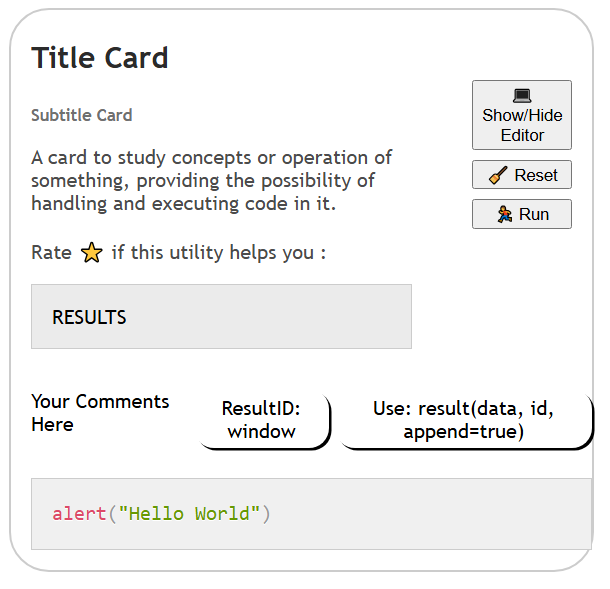 Title Card
Subtitle Card
A card to study concepts or operation of
something, providing the possibility of
handling and executing code in it.
Rate ⭐ if this utility helps you :
💻
Show/Hide
Editor
🧹 Reset
🏃 Run
RESULTS
Your Comments
Here
ResultID:
window
Use: result(data, id,
append=true)
alert("Hello World")